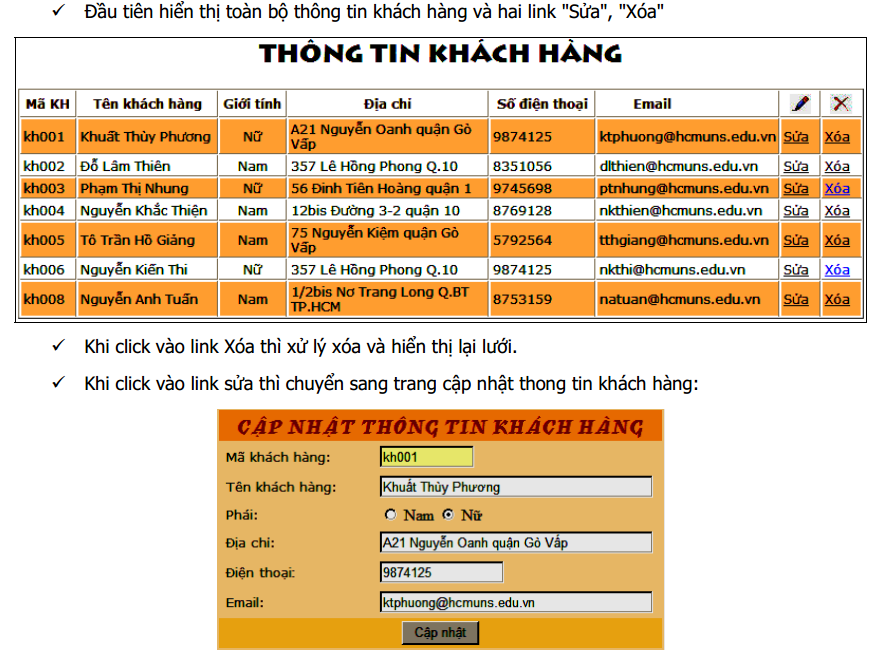 ✓ Đầu tiên hiển thị toàn bộ thông tin khách hàng và hai link "Sửa", "Xóa"
THÔNG TIN KHÁCH HÀNG
Mã KH Tên khách hàng Giới tính Địa chỉ Số điện thoại Email
kh001 Khuất Thùy Phương Nữ A21 Nguyễn Oanh quận Gò Vấp 9874125 ktphuong@hcmuns.edu.vn Sửa Xóa
kh002 Đỗ Lâm Thiên Nam 357 Lê Hồng Phong Q.10 8351056 dlthien@hcmuns.edu.vn Sửa Xóa
kh003 Phạm Thị Nhung Nữ 56 Đinh Tiên Hoàng quận 1 9745698 ptnhung@hcmuns.edu.vn Sửa Xóa
kh004 Nguyễn Khắc Thiện Nam 12bis Đường 3-2 quận 10 8769128 nkthien@hcmuns.edu.vn Sửa Xóa
kh005 Tô Trần Hồ Giảng Nam 75 Nguyễn Kiệm quận Gò Vấp 5792564 tthgiang@hcmuns.edu.vn Sửa Xóa
kh006 Nguyễn Kiến Thi Nữ 357 Lê Hồng Phong Q.10 9874125 nkthi@hcmuns.edu.vn Sửa Xóa
kh008 Nguyễn Anh Tuấn Nam 1/2bis Nơ Trang Long Q.BT TP.HCM 8753159 natuan@hcmuns.edu.vn Sửa Xóa
✓ Khi click vào link Xóa thì xử lý xóa và hiển thị lại lưới.
✓ Khi click vào link sửa thì chuyển sang trang cập nhật thong tin khách hàng:
CẬP NHẬT THÔNG TIN KHÁCH HÀNG
Mã khách hàng: kh001
Tên khách hàng: Khuất Thùy Phương
Phái: Nam Nữ
Địa chỉ: A21 Nguyễn Oanh quận Gò Vấp
Điện thoại: 9874125
Email: ktphuong@hcmuns.edu.vn
Cập nhật